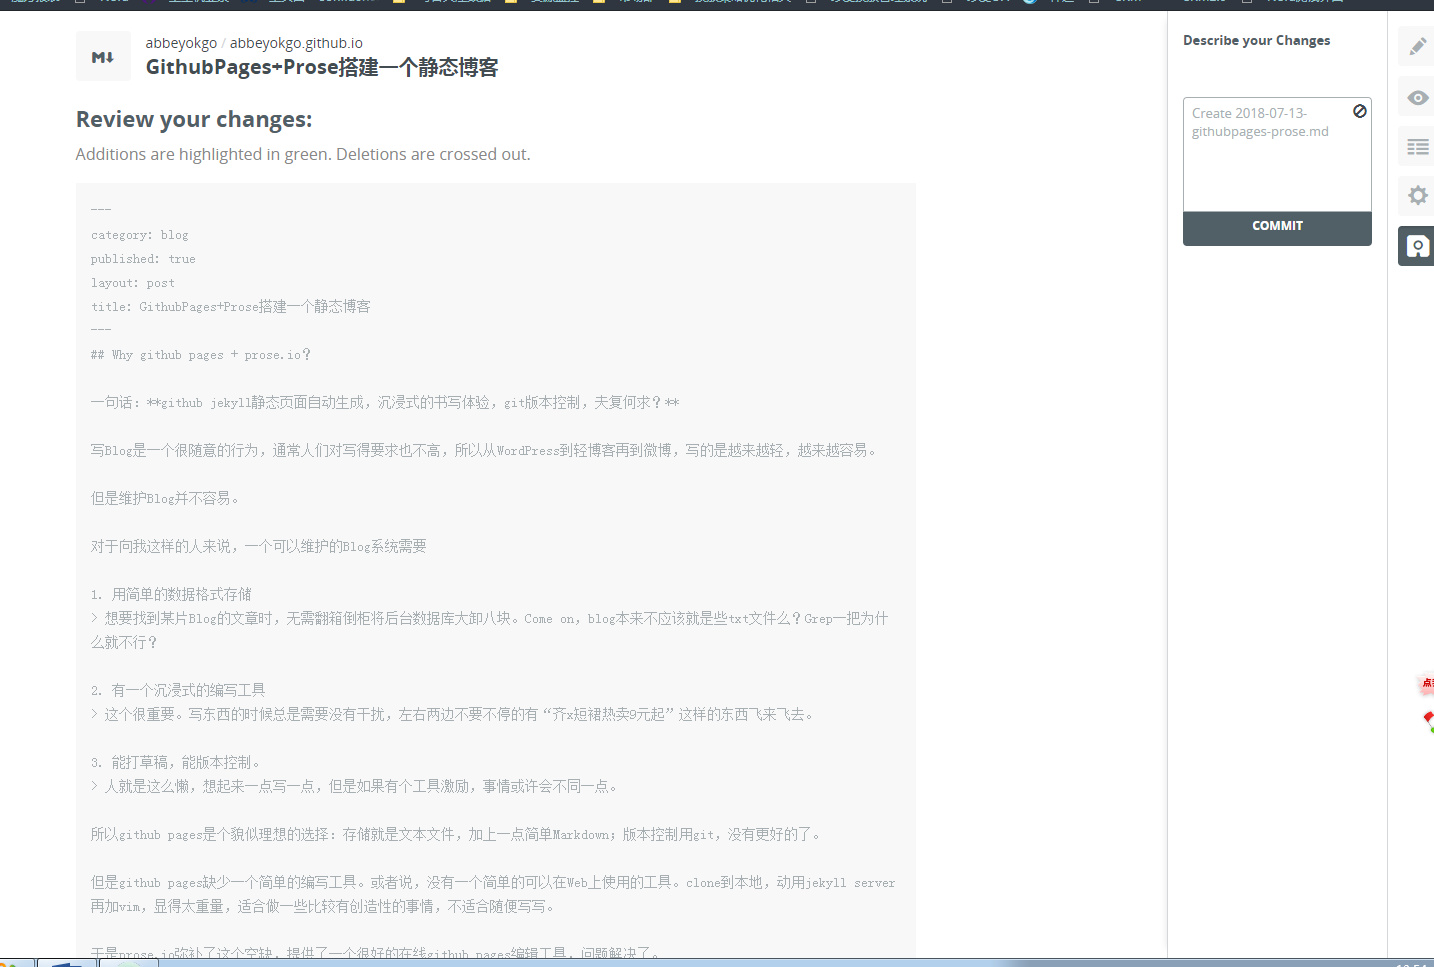 abbeyokgo / abbeyokgo.github.io
GithubPages+Prose搭建一个静态博客
Review your changes:
Additions are highlighted in green. Deletions are crossed out.
---
category: blog
published: true
layout: post
title: GithubPages+Prose搭建一个静态博客
---
## Why github pages + prose.io？
一句话：**github jekyll静态页面自动生成，沉浸式的书写体验，git版本控制，夫复何求？**
写Blog是一个很随意的行为，通常人们对写得要求也不高，所以从WordPress到轻博客再到微博，写的是越来越轻，越来越容易。
但是维护Blog并不容易。
对于向我这样的人来说，一个可以维护的Blog系统需要
1. 用简单的数据格式存储
> 想要找到某片Blog的文章时，无需翻箱倒柜将后台数据库大卸八块。Come on，blog本来不应该就是些txt文件么？Grep一把为什
么就不行？
2. 有一个沉浸式的编写工具
> 这个很重要。写东西的时候总是需要没有干扰，左右两边不要不停的有“齐x短裙热卖9元起”这样的东西飞来飞去。
3. 能打草稿，能版本控制。
> 人就是这么懒，想起来一点写一点，但是如果有个工具激励，事情或许会不同一点。
所以github pages是个貌似理想的选择：存储就是文本文件，加上一点简单Markdown；版本控制用git，没有更好的了。
但是github pages缺少一个简单的编写工具。或者说，没有一个简单的可以在Web上使用的工具。clone到本地，动用jekyll server
再加vim，显得太重量，适合做一些比较有创造性的事情，不适合随便写写。
于是prose.io弥补了这个空缺，提供了一个很好的在线github pages编辑工具，问题解决了。
Describe your Changes
Create 2018-07-13-
githubpages-prose.md
COMMIT